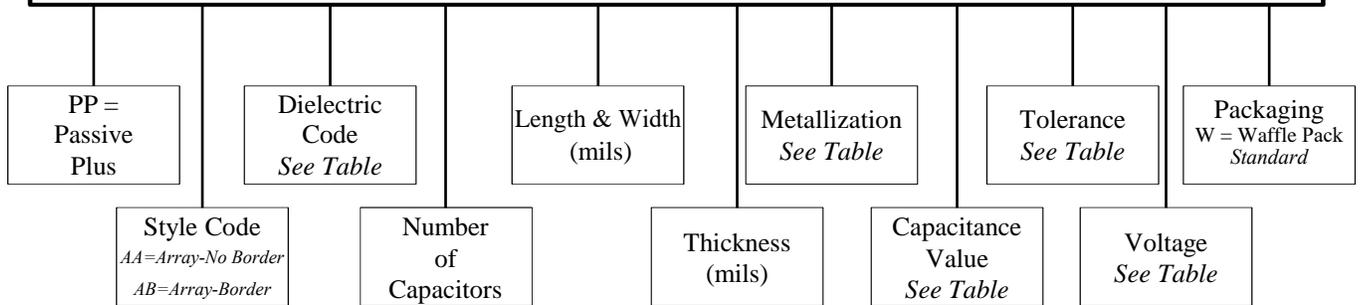 PP =
Passive
Plus
Dielectric
Code
See Table
Length & Width
(mils)
Metallization
See Table
Tolerance
See Table
Packaging
W = Waffle Pack
Standard
Style Code
AA=Array-No Border
AB=Array-Border
Number
of
Capacitors
Thickness
(mils)
Capacitance
Value
See Table
Voltage
See Table